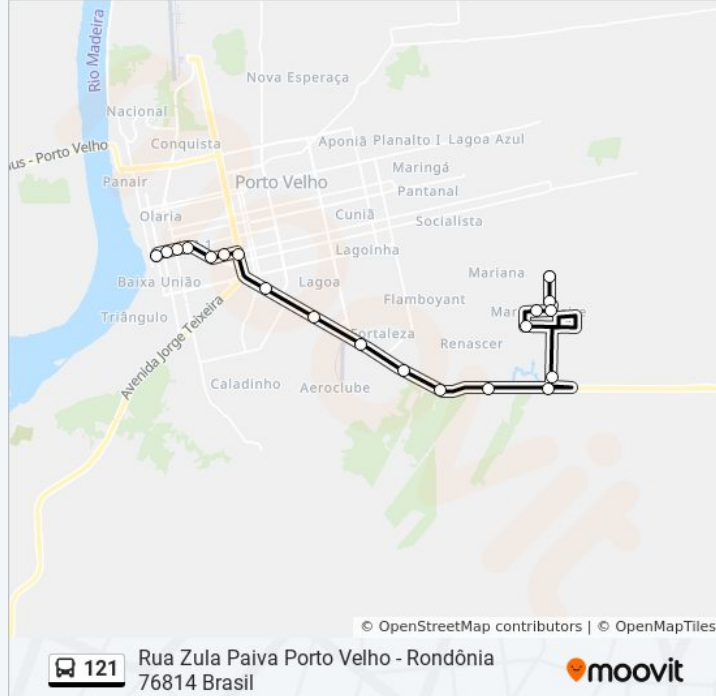 Rio Madeira
Nova Esperança
Nacional
Conquista
Aponiã
Planalto I
Lagoa Azul
us - Porto Velho
Maringá
Panair
Porto Velho
Pantanal
Olaria
Cuniã
Socialista
Lagoinha
Mariana
Baixa União
Lagoa
Flamboyant
Triângulo
Fortaleza
Renascer
Avenida Jorge Teixeira
Caladinho
Aeroclube
© OpenStreetMap contributors | © OpenMapTiles
121
Rua Zula Paiva Porto Velho - Rondônia
76814 Brasil
moovit